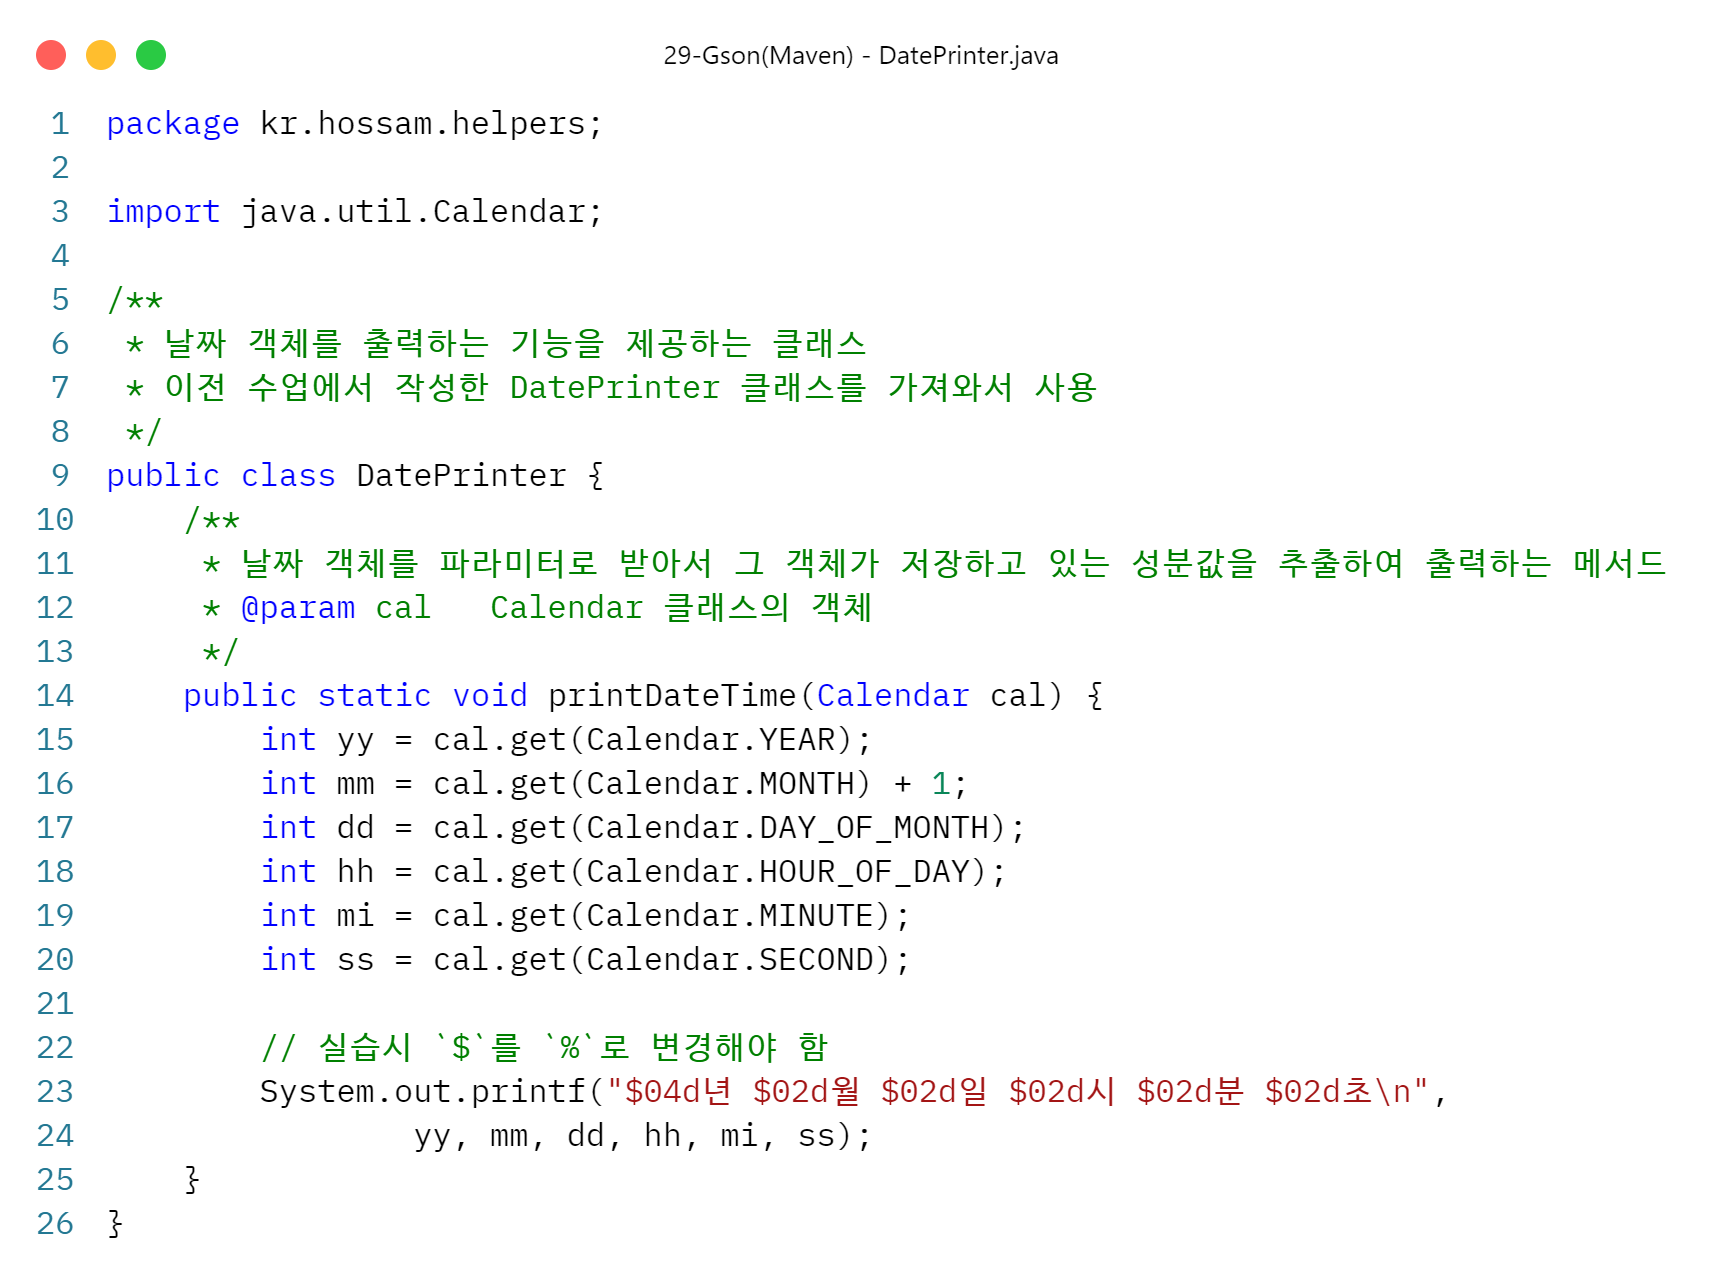 29-Gson(Maven) - DatePrinter.java
1 package kr.hossam.helpers;
2
3 import java.util.Calendar;
4
5 /**
6  * 날짜 객체를 출력하는 기능을 제공하는 클래스
7  * 이전 수업에서 작성한 DatePrinter 클래스를 가져와서 사용
8  */
9 public class DatePrinter {
10     /**
11      * 날짜 객체를 파라미터로 받아서 그 객체가 저장하고 있는 성분값을 추출하여 출력하는 메서드
12      * @param cal   Calendar 클래스의 객체
13      */
14     public static void printDateTime(Calendar cal) {
15         int yy = cal.get(Calendar.YEAR);
16         int mm = cal.get(Calendar.MONTH) + 1;
17         int dd = cal.get(Calendar.DAY_OF_MONTH);
18         int hh = cal.get(Calendar.HOUR_OF_DAY);
19         int mi = cal.get(Calendar.MINUTE);
20         int ss = cal.get(Calendar.SECOND);
21
22         // 실습시 `$`를 `%`로 변경해야 함
23         System.out.printf("$04d년 $02d월 $02d일 $02d시 $02d분 $02d초\n",
24                 yy, mm, dd, hh, mi, ss);
25     }
26 }